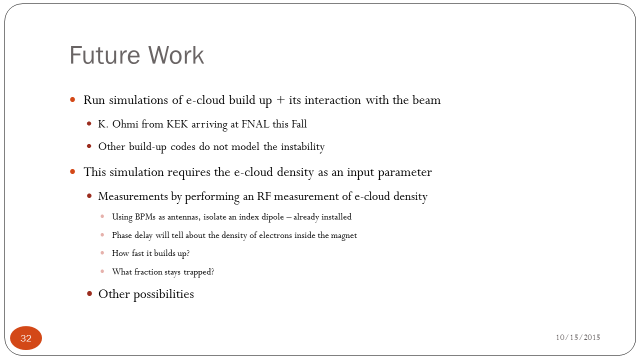 Future Work
Run simulations of e-cloud build up + its interaction with the beam
K. Ohmi from KEK arriving at FNAL this Fall
Other build-up codes do not model the instability
This simulation requires the e-cloud density as an input parameter
Measurements by performing an RF measurement of e-cloud density
Using BPMs as antennas, isolate an index dipole – already installed
Phase delay will tell about the density of electrons inside the magnet
How fast it builds up?
What fraction stays trapped?
Other possibilities
32
10/15/2015